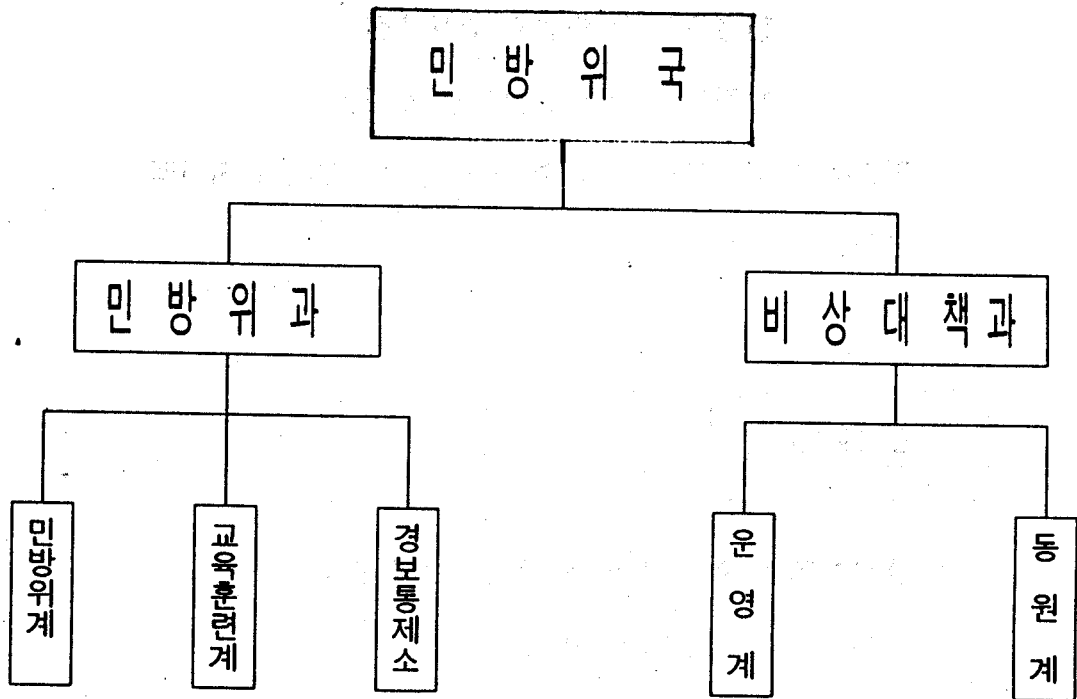 민 방 위 국
민 방 위 과
비 상 대 책 과
민방위계
교육훈련계
경보통제소
운영계
동원계